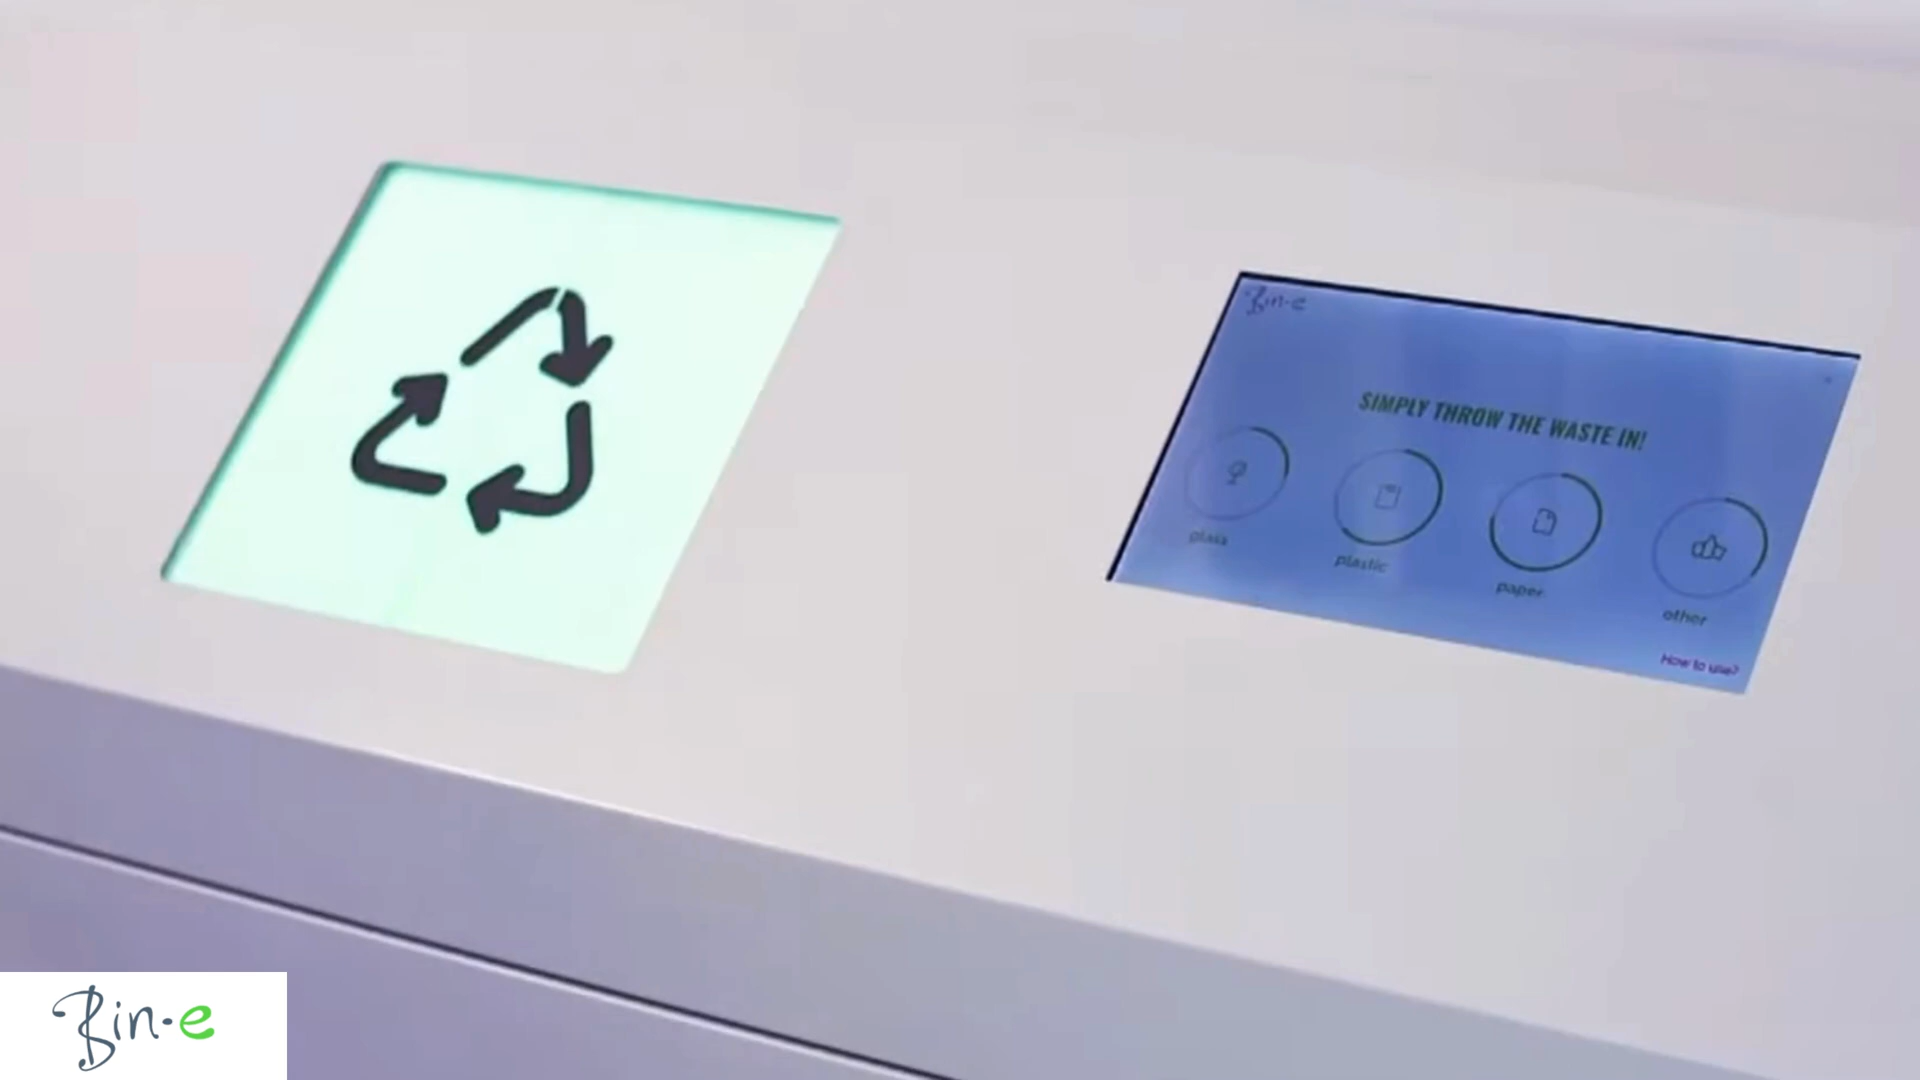 Bin-e
SIMPLY THROW THE WASTE IN!
glass
plastic
paper
other
How to use?
Bin-e